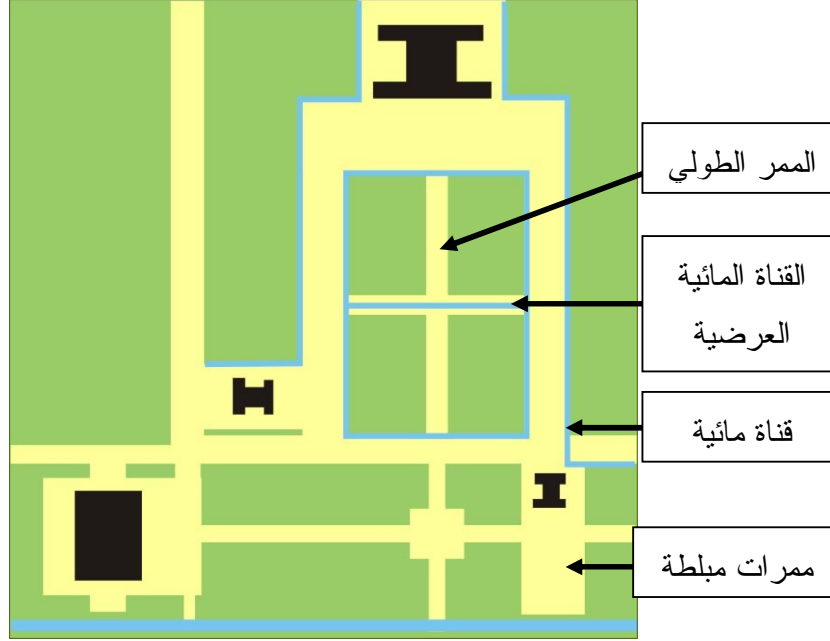 الممر الطولي
القناة المائية
العرضية
قناة مائية
ممرات مبلطة